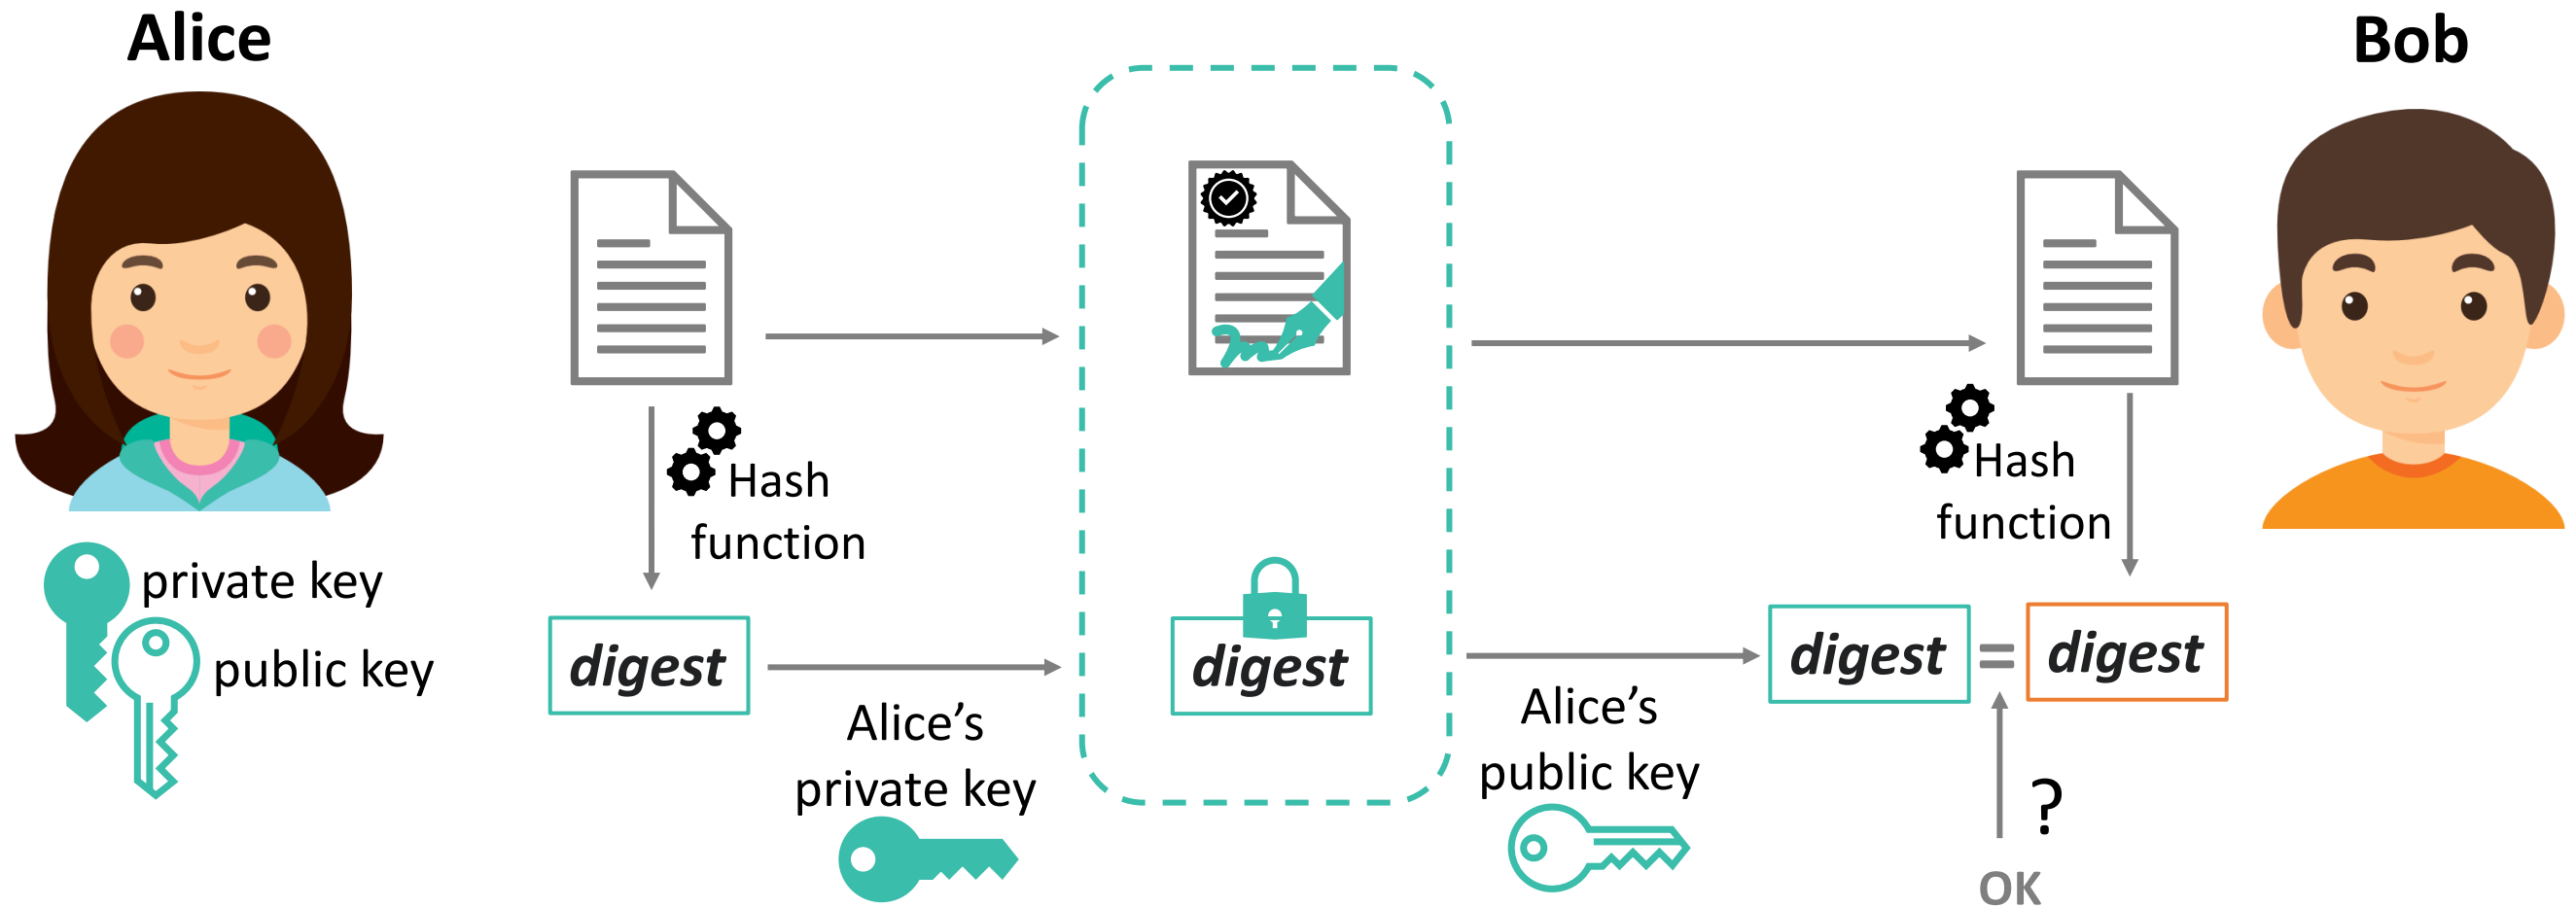 Alice
Bob
Hash
function
Hash
function
private key
public key
digest
digest
digest = digest
Alice’s
private key
Alice’s
public key
?
OK